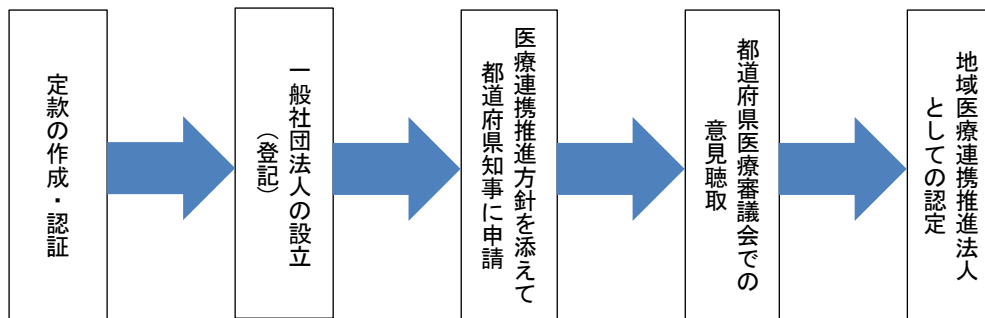 定款の作成・認証
一般社団法人の設立
（登記）
医療連携推進方針を添えて
都道府県知事に申請
都道府県医療審議会での
意見聴取
地域医療連携推進法人
としての認定